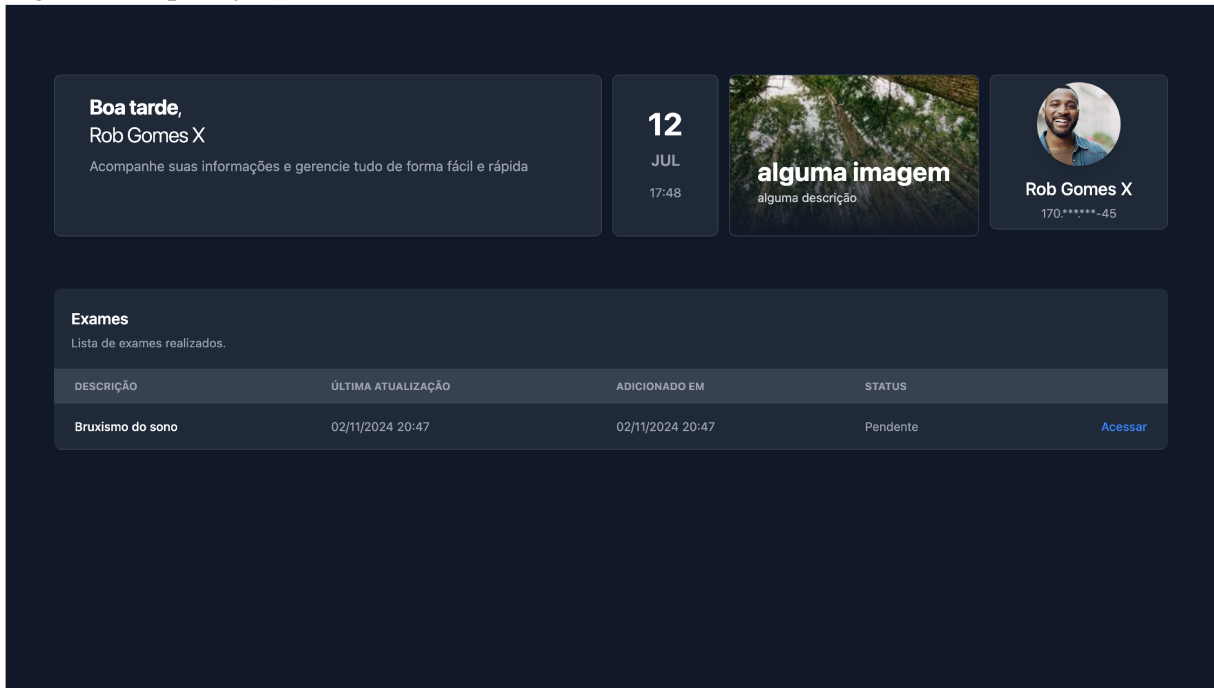 Boa tarde,
Rob Gomes X
Acompanhe suas informações e gerencie tudo de forma fácil e rápida
12
JUL
17:48
alguma imagem
alguma descrição
Rob Gomes X
170.***.***-45
Exames
Lista de exames realizados.
DESCRIÇÃO ÚLTIMA ATUALIZAÇÃO ADICIONADO EM STATUS
Bruxismo do sono 02/11/2024 20:47 02/11/2024 20:47 Pendente Acessar